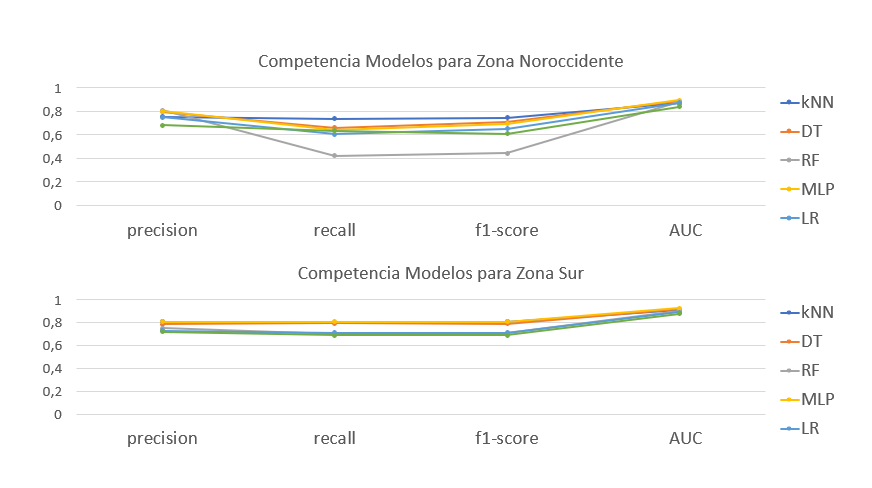 Competencia Modelos para Zona Noroccidente
1
0,8
0,6
0,4
0,2
0
precision recall f1-score AUC
kNN
DT
RF
MLP
LR
Competencia Modelos para Zona Sur
1
0,8
0,6
0,4
0,2
0
precision recall f1-score AUC
kNN
DT
RF
MLP
LR